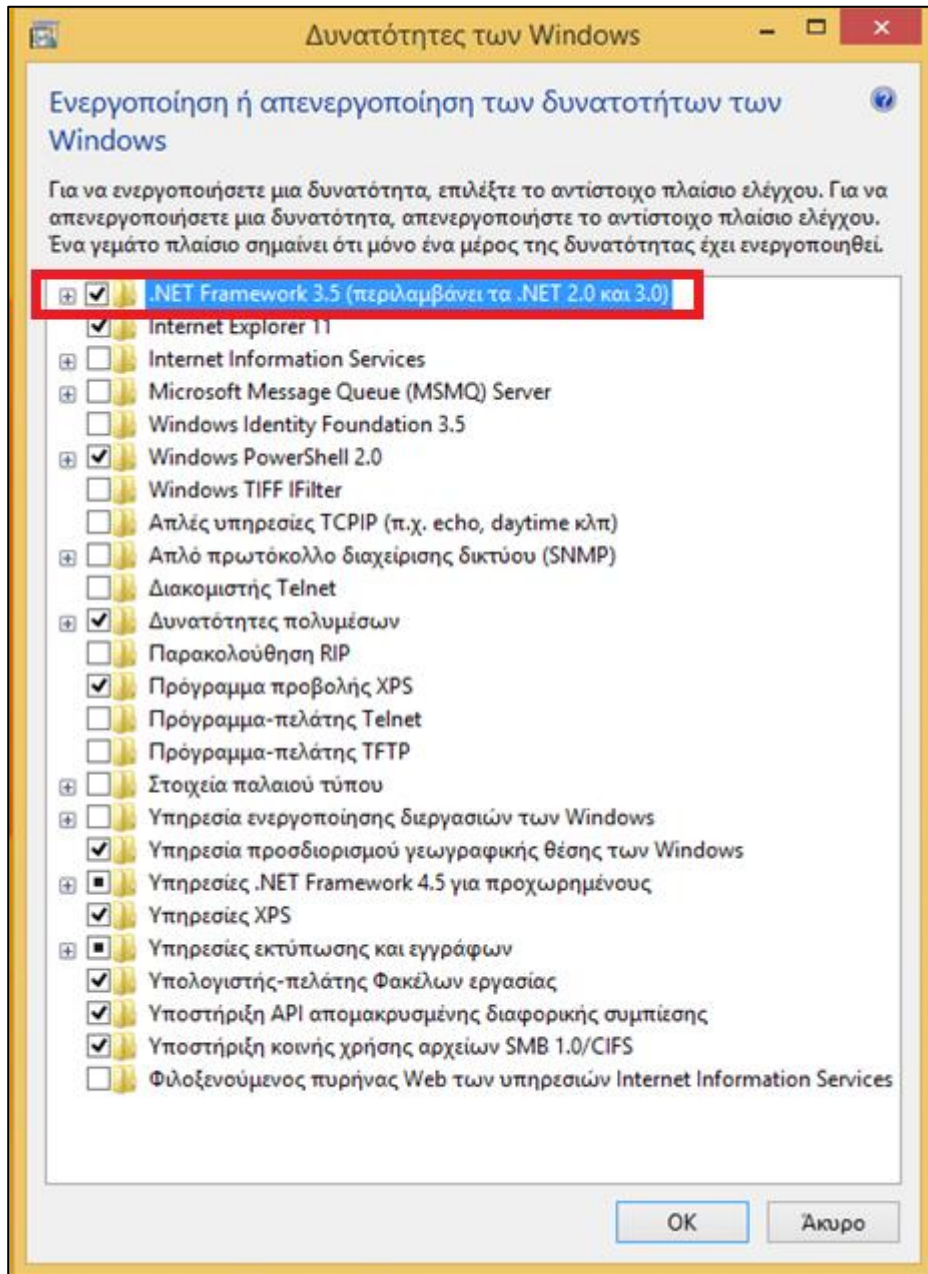 Δυνατότητες των Windows
Ενεργοποίηση ή απενεργοποίηση των δυνατοτήτων των
Windows
Για να ενεργοποιήσετε μια δυνατότητα, επιλέξτε το αντίστοιχο πλαίσιο ελέγχου. Για να
απενεργοποιήσετε μια δυνατότητα, απενεργοποιήστε το αντίστοιχο πλαίσιο ελέγχου.
Ένα γεμάτο πλαίσιο σημαίνει ότι μόνο ένα μέρος της δυνατότητας έχει ενεργοποιηθεί.
.NET Framework 3.5 (περιλαμβάνει τα .NET 2.0 και 3.0)
Internet Explorer 11
Internet Information Services
Microsoft Message Queue (MSMQ) Server
Windows Identity Foundation 3.5
Windows PowerShell 2.0
Windows TIFF IFilter
Απλές υπηρεσίες TCPIP (π.χ. echo, daytime κλπ)
Απλό πρωτόκολλο διαχείρισης δικτύου (SNMP)
Διακομιστής Telnet
Δυνατότητες πολυμέσων
Παρακολούθηση RIP
Πρόγραμμα προβολής XPS
Πρόγραμμα-πελάτης Telnet
Πρόγραμμα-πελάτης TFTP
Στοιχεία παλαιού τύπου
Υπηρεσία ενεργοποίησης διεργασιών των Windows
Υπηρεσία προσδιορισμού γεωγραφικής θέσης των Windows
Υπηρεσίες .NET Framework 4.5 για προχωρημένους
Υπηρεσίες XPS
Υπηρεσίες εκτύπωσης και εγγράφων
Υπολογιστής-πελάτης Φακέλων εργασίας
Υποστήριξη API απομακρυσμένης διαφορικής συμπίεσης
Υποστήριξη κοινής χρήσης αρχείων SMB 1.0/CIFS
Φιλοξενούμενος πυρήνας Web των υπηρεσιών Internet Information Services
OK Άκυρο